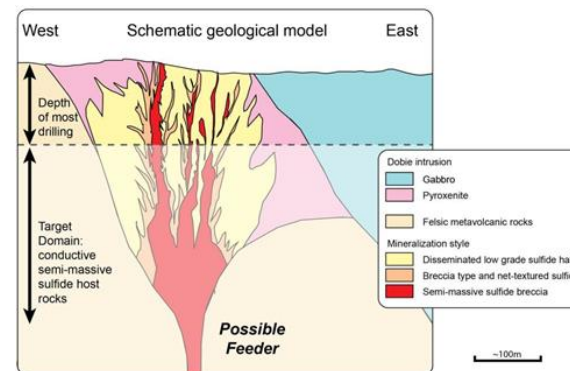 West
Schematic geological model
East
Depth
of most
drilling
Target
Domain:
conductive
semi-massive
sulfide host
rocks
Possible
Feeder
Dobie intrusion
Gabbro
Pyroxenite
Felsic metavolcanic rocks
Mineralization style
Disseminated low grade sulfide ha
Breccia type and net-textured sulfid
Semi-massive sulfide breccia
~100m